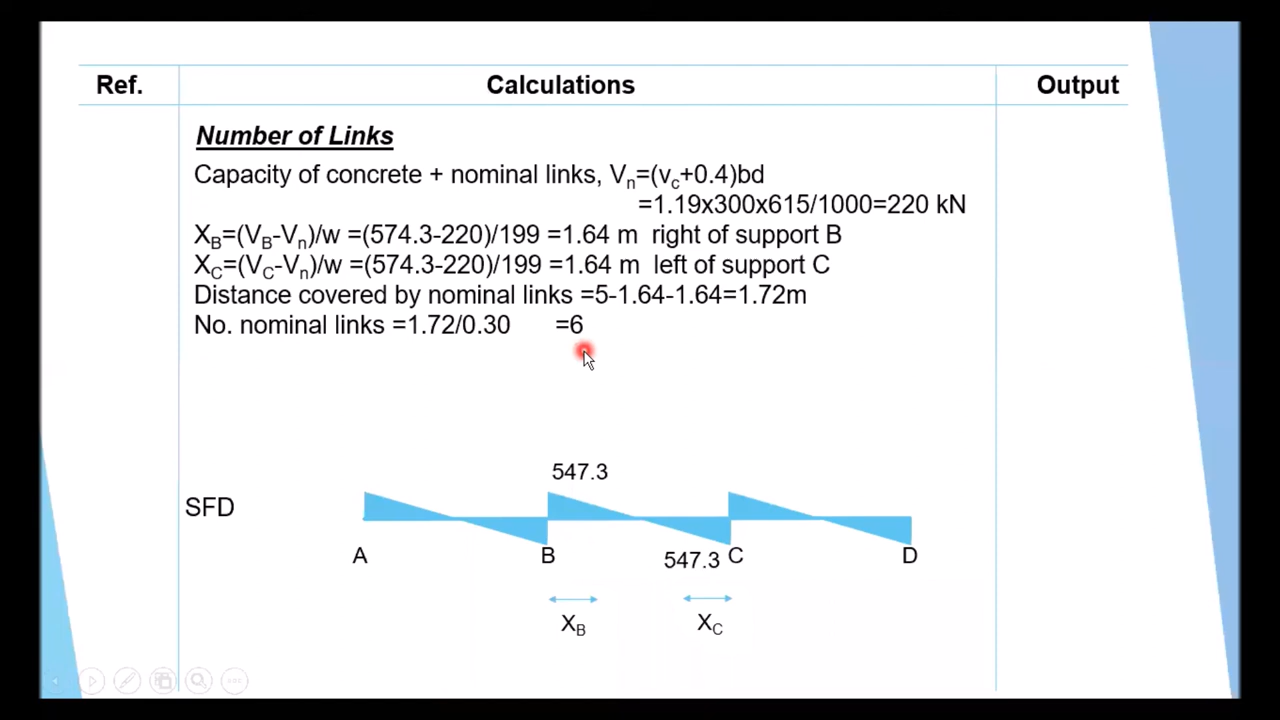 Ref.
Calculations
Output
Number of Links
Capacity of concrete + nominal links, Vn=(vc+0.4)bd
=1.19x300x615/1000=220 kN
XB=(VB-Vn)/w =(574.3-220)/199 =1.64 m right of support B
XC=(VC-Vn)/w =(574.3-220)/199 =1.64 m left of support C
Distance covered by nominal links =5-1.64-1.64=1.72m
No. nominal links =1.72/0.30 =6
547.3
SFD
A
B
547.3
C
D
XB
XC